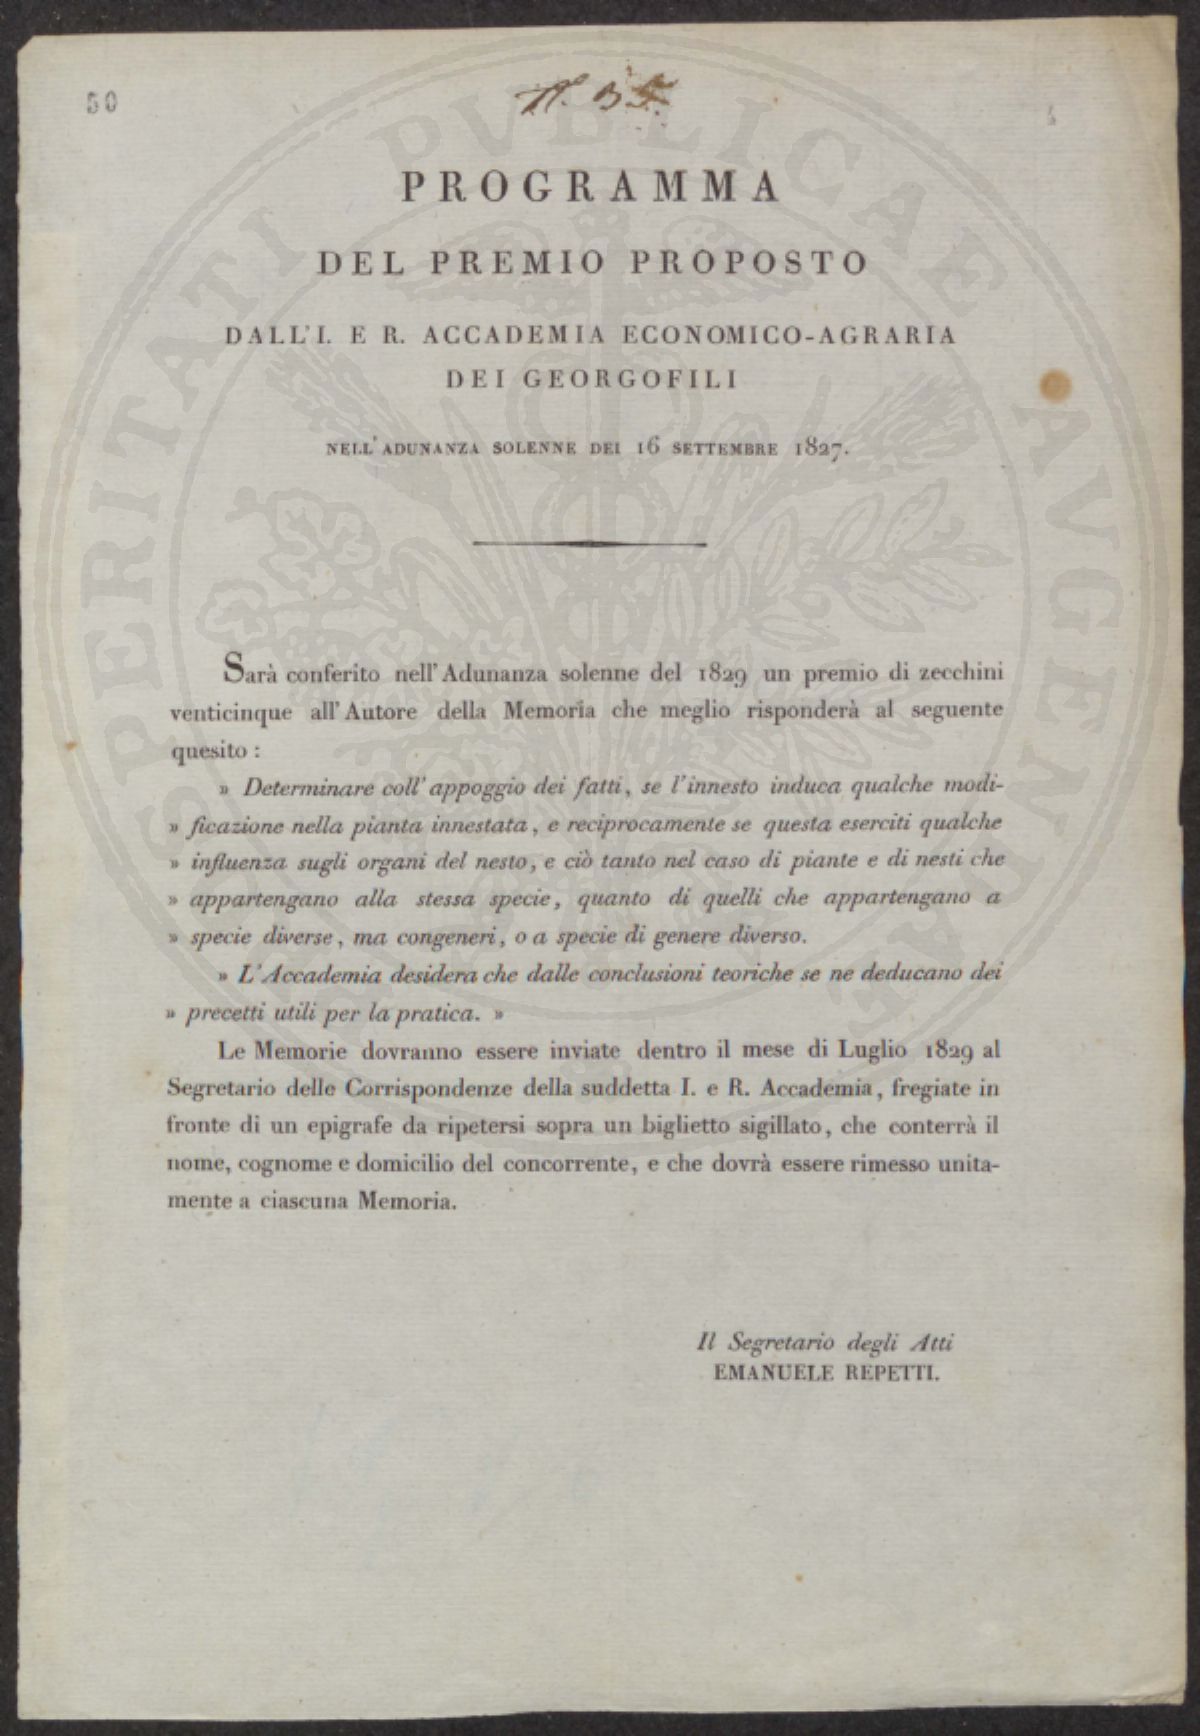 50
N. 35.
PROGRAMMA
DEL PREMIO PROPOSTO
DALL'I. E R. ACCADEMIA ECONOMICO-AGRARIA
DEI GEORGOFILI
NELL'ADUNANZA SOLENNE DEI 16 SETTEMBRE 1827.
Sarà conferito nell'Adunanza solenne del 1829 un premio di zecchini
venticinque all'Autore della Memoria che meglio risponderà al seguente
quesito :
» Determinare coll'appoggio dei fatti, se l'innesto induca qualche modi-
» ficazione nella pianta innestata, e reciprocamente se questa eserciti qualche
» influenza sugli organi del nesto, e ciò tanto nel caso di piante e di nesti che
» appartengano alla stessa specie, quanto di quelli che appartengano a
» specie diverse, ma congeneri, o a specie di genere diverso.
» L'Accademia desidera che dalle conclusioni teoriche se ne deducano dei
» precetti utili per la pratica. »
Le Memorie dovranno essere inviate dentro il mese di Luglio 1829 al
Segretario delle Corrispondenze della suddetta I. e R. Accademia, fregiate in
fronte di un epigrafe da ripetersi sopra un biglietto sigillato, che conterrà il
nome, cognome e domicilio del concorrente, e che dovrà essere rimesso unita-
mente a ciascuna Memoria.
Il Segretario degli Atti
EMANUELE REPETTI.
PROSPERITATI PVBLICAE AVGENDAE